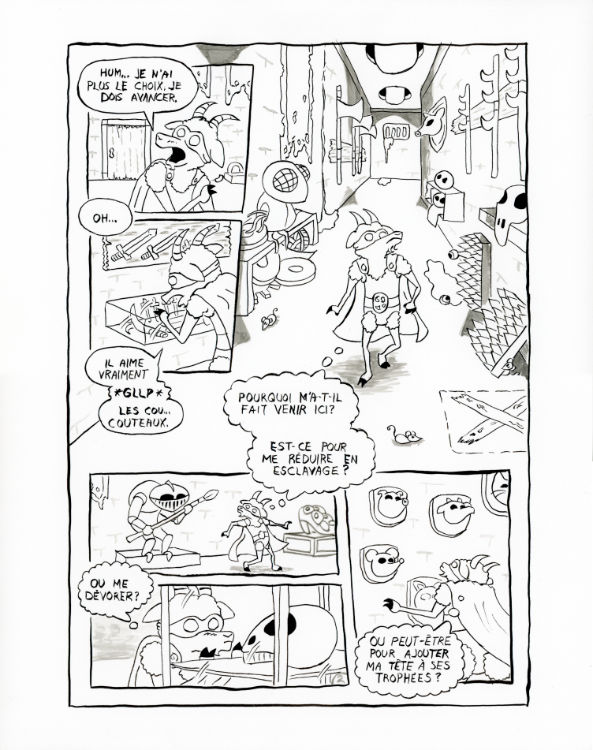 HUM... JE N'AI
PLUS LE CHOIX, JE
DOIS AVANCER.
OH...
IL AIME
VRAIMENT
*GLLP*
LES COU...
COUTEAUX.
POURQUOI M'A-T-IL
FAIT VENIR ICI?
EST-CE POUR
ME RÉDUIRE EN
ESCLAVAGE?
OU ME
DÉVORER?
OU PEUT-ÊTRE
POUR AJOUTER
MA TÊTE À SES
TROPHÉES?